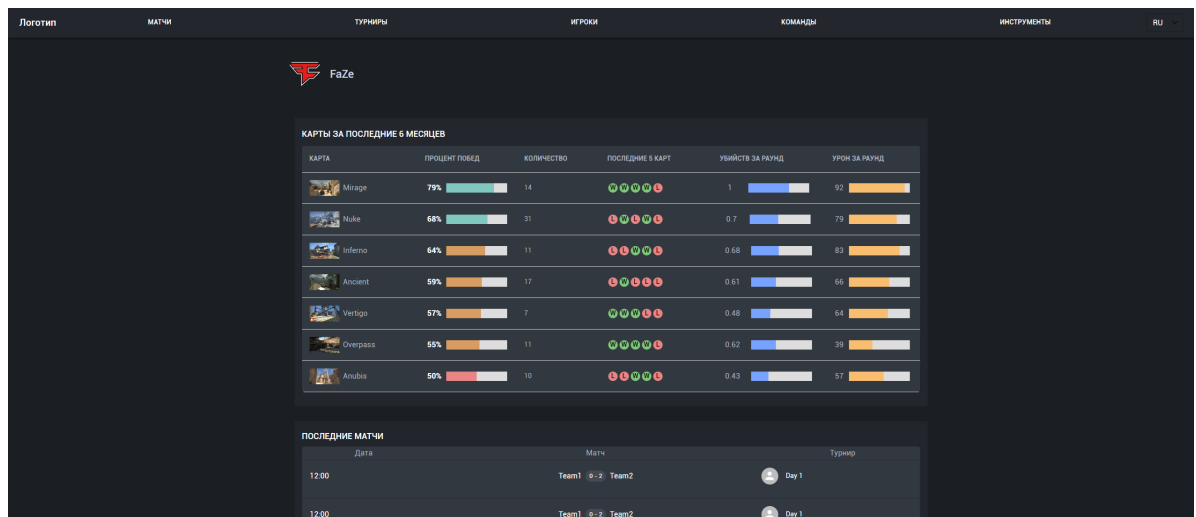 Логотип МАТЧИ ТУРНИРЫ ИГРОКИ КОМАНДЫ ИНСТРУМЕНТЫ RU
FaZe
КАРТЫ ЗА ПОСЛЕДНИЕ 6 МЕСЯЦЕВ
КАРТА ПРОЦЕНТ ПОБЕД КОЛИЧЕСТВО ПОСЛЕДНИЕ 5 КАРТ УБИЙСТВ ЗА РАУНД УРОН ЗА РАУНД
Mirage 79% 14 W W W W L 1 92
Nuke 68% 31 L W L W L 0.7 79
Inferno 64% 11 L L W W L 0.68 83
Ancient 59% 17 L W L L L 0.61 66
Vertigo 57% 7 W W W L L 0.48 64
Overpass 55% 11 W W W W L 0.62 39
Anubis 50% 10 L L W W L 0.43 57
ПОСЛЕДНИЕ МАТЧИ
Дата Матч Турнир
12:00 Team1 0 - 2 Team2 Day 1
12:00 Team1 0 - 2 Team2 Day 1